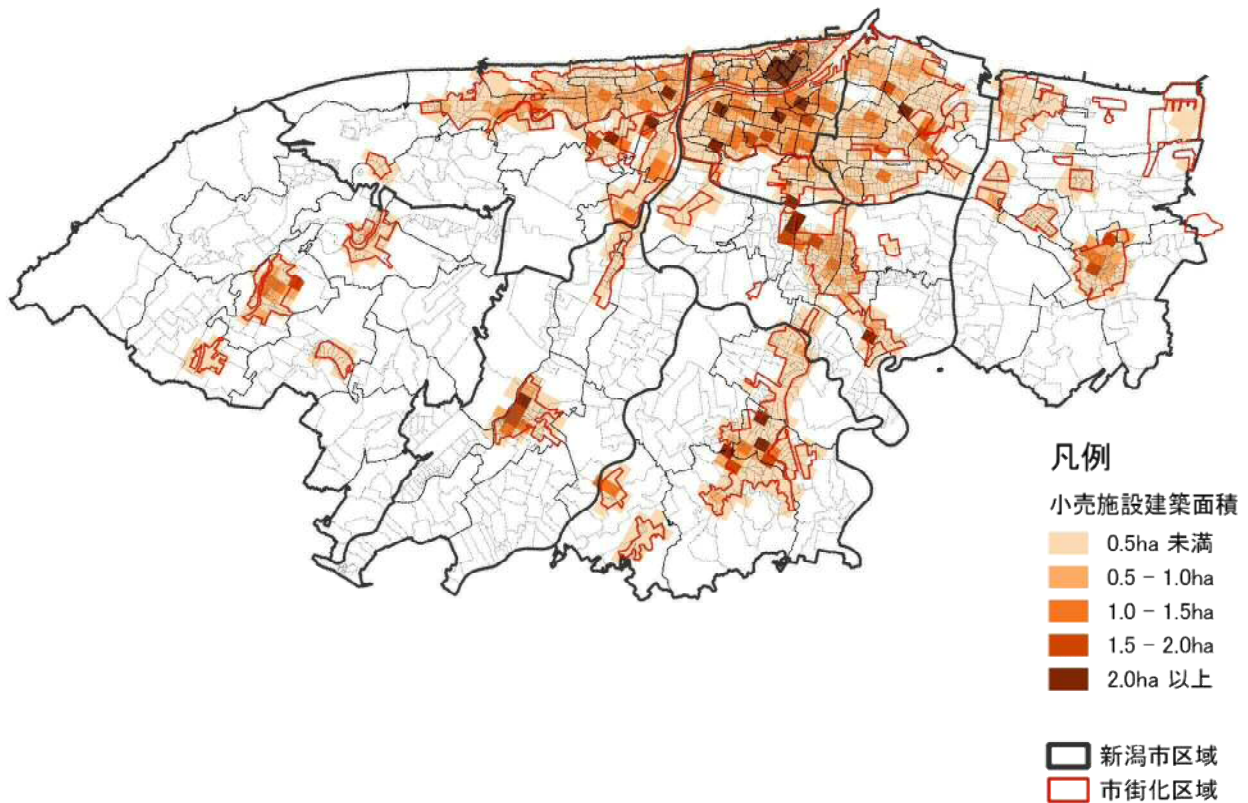 凡例
小売施設建築面積
0.5ha 未満
0.5 － 1.0ha
1.0 － 1.5ha
1.5 － 2.0ha
2.0ha 以上
新潟市区域
市街化区域